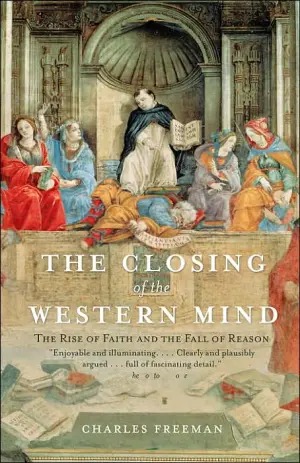 THE CLOSING
of the
WESTERN MIND
THE RISE OF FAITH AND THE FALL OF REASON
"Enjoyable and illuminating. . . . Clearly and plausibly
argued . . . full of fascinating detail."
CHARLES FREEMAN